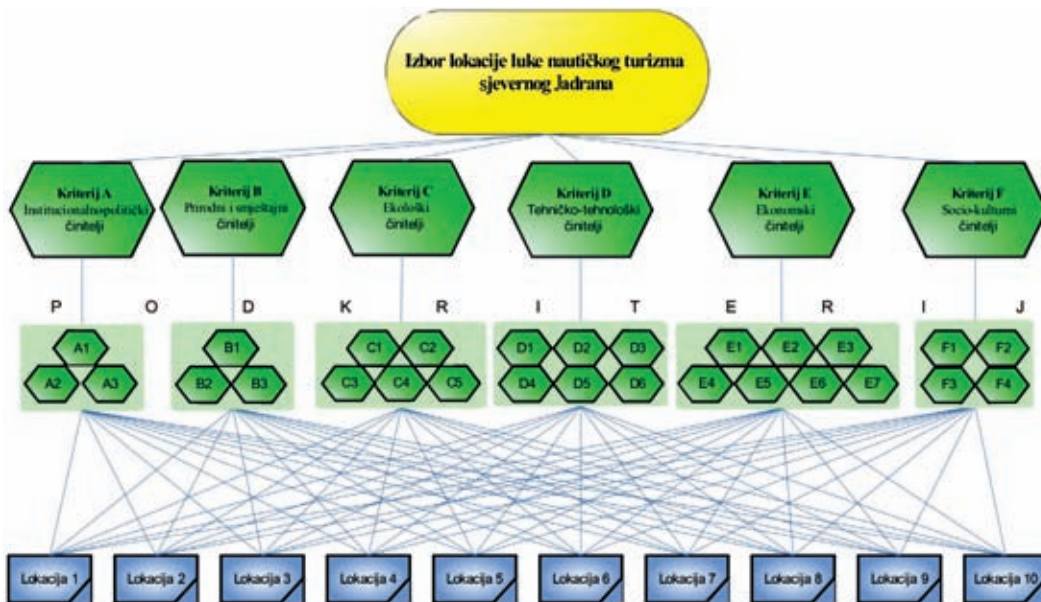 Izbor lokacije luke nautičkog turizma
sjevernog Jadrana
Kriterij A
Institucionalno-politički
činitelji
Kriterij B
Prirodni i smještajni
činitelji
Kriterij C
Ekološki
činitelji
Kriterij D
Tehničko-tehnološki
činitelji
Kriterij E
Ekonomski
činitelji
Kriterij F
Socio-kulturni
činitelji
P O D K R I T E R I J
A1
A2 A3
B1
B2 B3
C1 C2
C3 C4 C5
D1 D2 D3
D4 D5 D6
E1 E2 E3
E4 E5 E6 E7
F1 F2
F3 F4
Lokacija 1 Lokacija 2 Lokacija 3 Lokacija 4 Lokacija 5 Lokacija 6 Lokacija 7 Lokacija 8 Lokacija 9 Lokacija 10